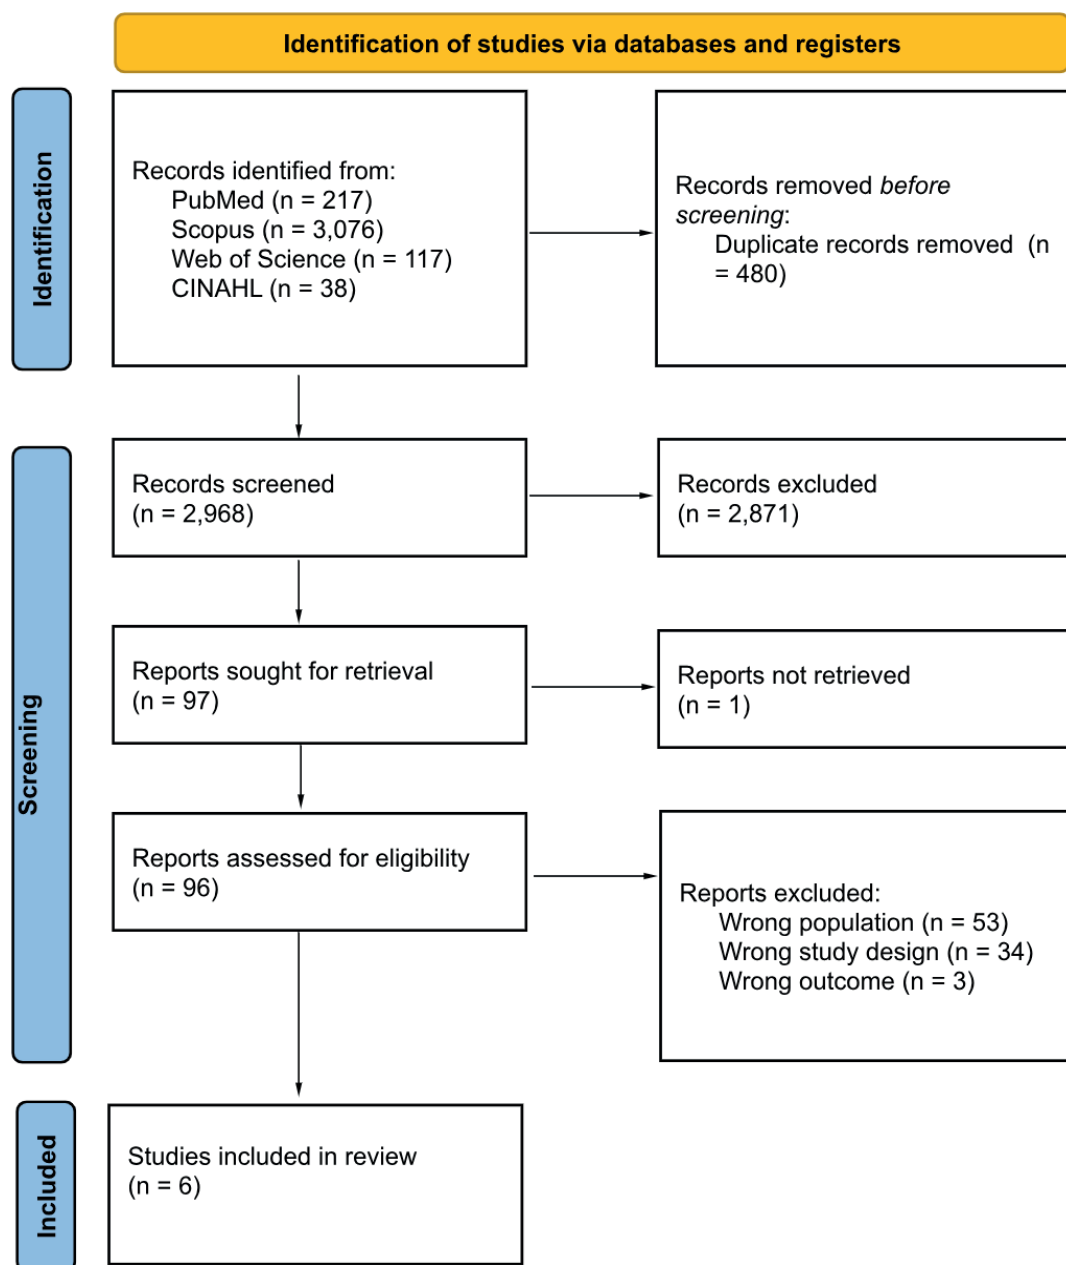 Identification of studies via databases and registers
Identification
Records identified from:
PubMed (n = 217)
Scopus (n = 3,076)
Web of Science (n = 117)
CINAHL (n = 38)
Records removed before
screening:
Duplicate records removed  (n
= 480)
Screening
Records screened
(n = 2,968)
Records excluded
(n = 2,871)
Reports sought for retrieval
(n = 97)
Reports not retrieved
(n = 1)
Reports assessed for eligibility
(n = 96)
Reports excluded:
Wrong population (n = 53)
Wrong study design (n = 34)
Wrong outcome (n = 3)
Included
Studies included in review
(n = 6)